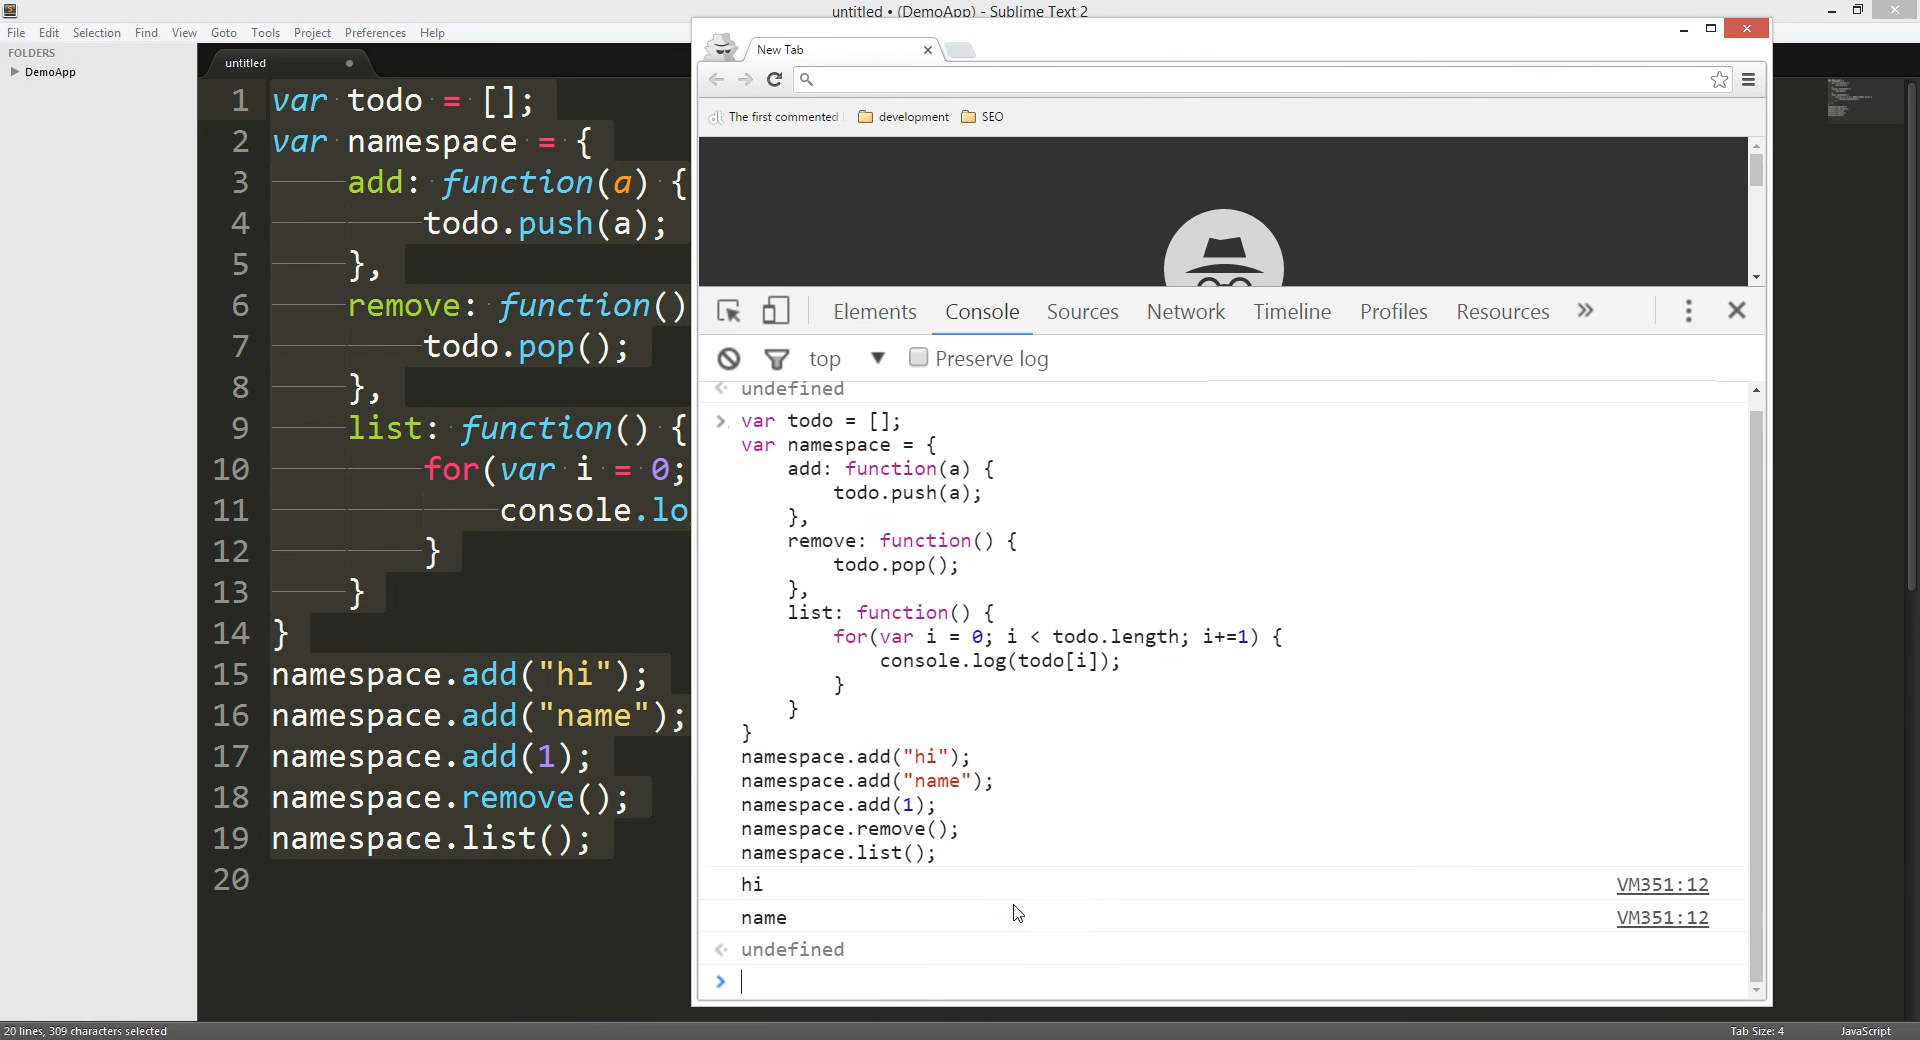 untitled • (DemoApp) - Sublime Text 2
File Edit Selection Find View Goto Tools Project Preferences Help
FOLDERS
DemoApp
untitled
1 var todo = [];
2 var namespace = {
3 add: function(a) {
4 todo.push(a);
5 },
6 remove: function()
7 todo.pop();
8 },
9 list: function() {
10 for(var i = 0;
11 console.lo
12 }
13 }
14 }
15 namespace.add("hi");
16 namespace.add("name");
17 namespace.add(1);
18 namespace.remove();
19 namespace.list();
20
New Tab
dt The first commented development SEO
Elements Console Sources Network Timeline Profiles Resources »
top Preserve log
undefined
var todo = [];
var namespace = {
add: function(a) {
todo.push(a);
},
remove: function() {
todo.pop();
},
list: function() {
for(var i = 0; i < todo.length; i+=1) {
console.log(todo[i]);
}
}
}
namespace.add("hi");
namespace.add("name");
namespace.add(1);
namespace.remove();
namespace.list();
hi VM351:12
name VM351:12
undefined
20 lines, 309 characters selected
Tab Size: 4 JavaScript